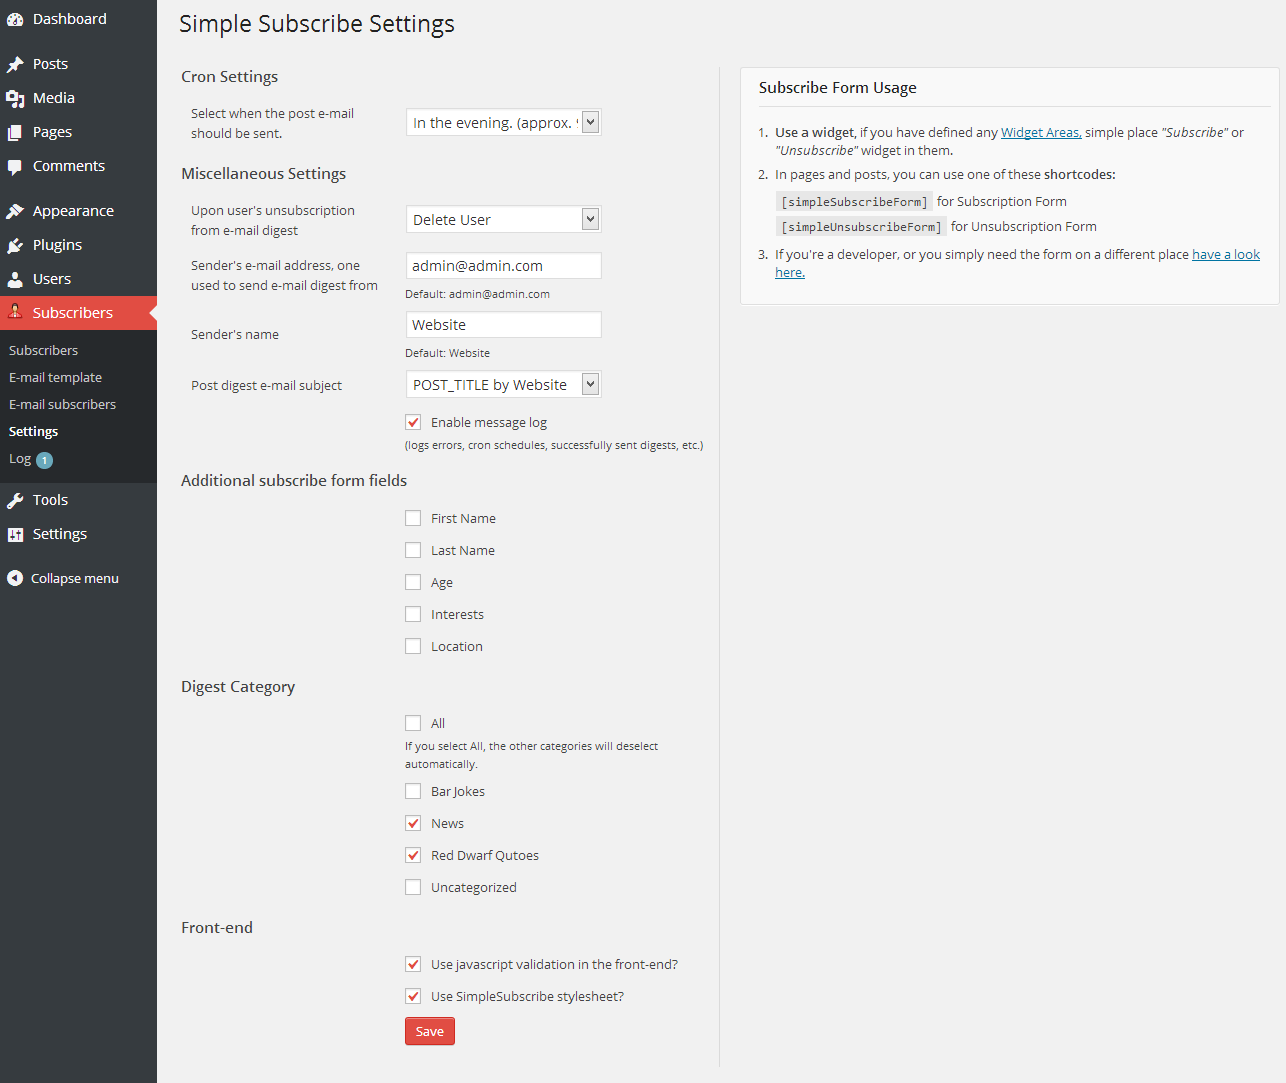 Dashboard
Posts
Media
Pages
Comments
Appearance
Plugins
Users
Subscribers
Subscribers
E-mail template
E-mail subscribers
Settings
Log 1
Tools
Settings
Collapse menu
Simple Subscribe Settings
Cron Settings
Select when the post e-mail
should be sent.
In the evening. (approx.
Miscellaneous Settings
Upon user's unsubscription
from e-mail digest
Delete User
Sender's e-mail address, one
used to send e-mail digest from
admin@admin.com
Default: admin@admin.com
Sender's name
Website
Default: Website
Post digest e-mail subject
POST_TITLE by Website
Enable message log
(logs errors, cron schedules, successfully sent digests, etc.)
Additional subscribe form fields
First Name
Last Name
Age
Interests
Location
Digest Category
All
If you select All, the other categories will deselect
automatically.
Bar Jokes
News
Red Dwarf Qutoes
Uncategorized
Front-end
Use javascript validation in the front-end?
Use SimpleSubscribe stylesheet?
Save
Subscribe Form Usage
1. Use a widget, if you have defined any Widget Areas, simple place "Subscribe" or
"Unsubscribe" widget in them.
2. In pages and posts, you can use one of these shortcodes:
[simpleSubscribeForm] for Subscription Form
[simpleUnsubscribeForm] for Unsubscription Form
3. If you're a developer, or you simply need the form on a different place have a look
here.